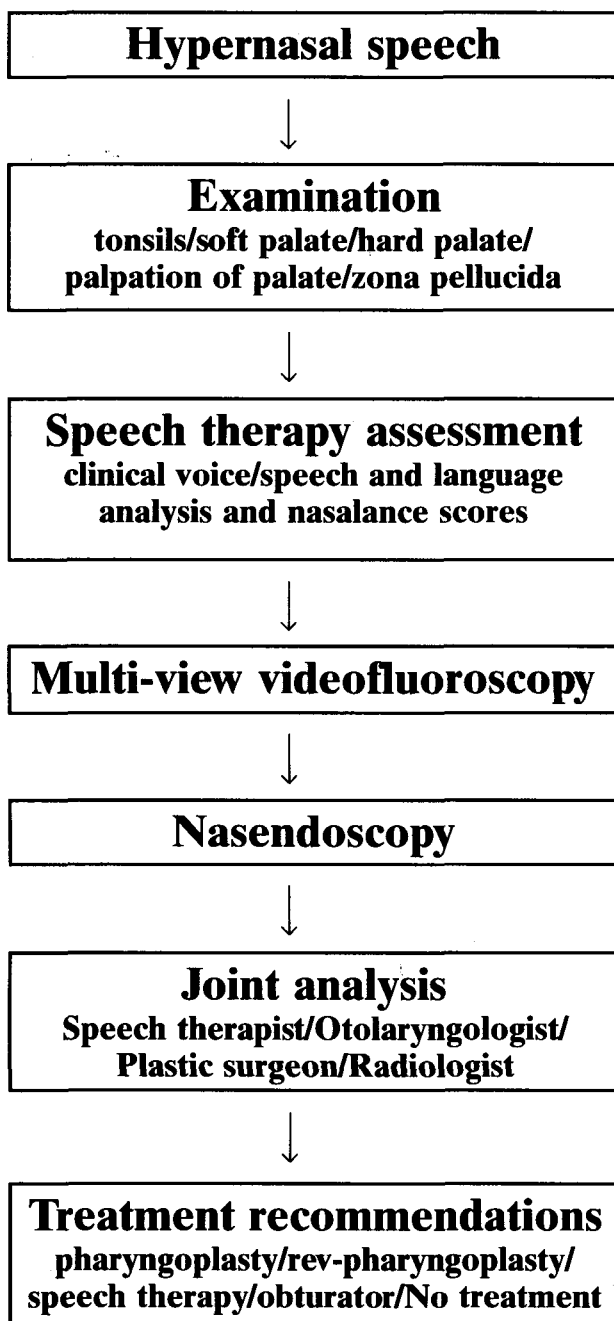 Hypernasal speech
Examination
tonsils/soft palate/hard palate/
palpation of palate/zona pellucida
Speech therapy assessment
clinical voice/speech and language
analysis and nasalance scores
Multi-view videofluoroscopy
Nasendoscopy
Joint analysis
Speech therapist/Otolaryngologist/
Plastic surgeon/Radiologist
Treatment recommendations
pharyngoplasty/rev-pharyngoplasty/
speech therapy/obturator/No treatment